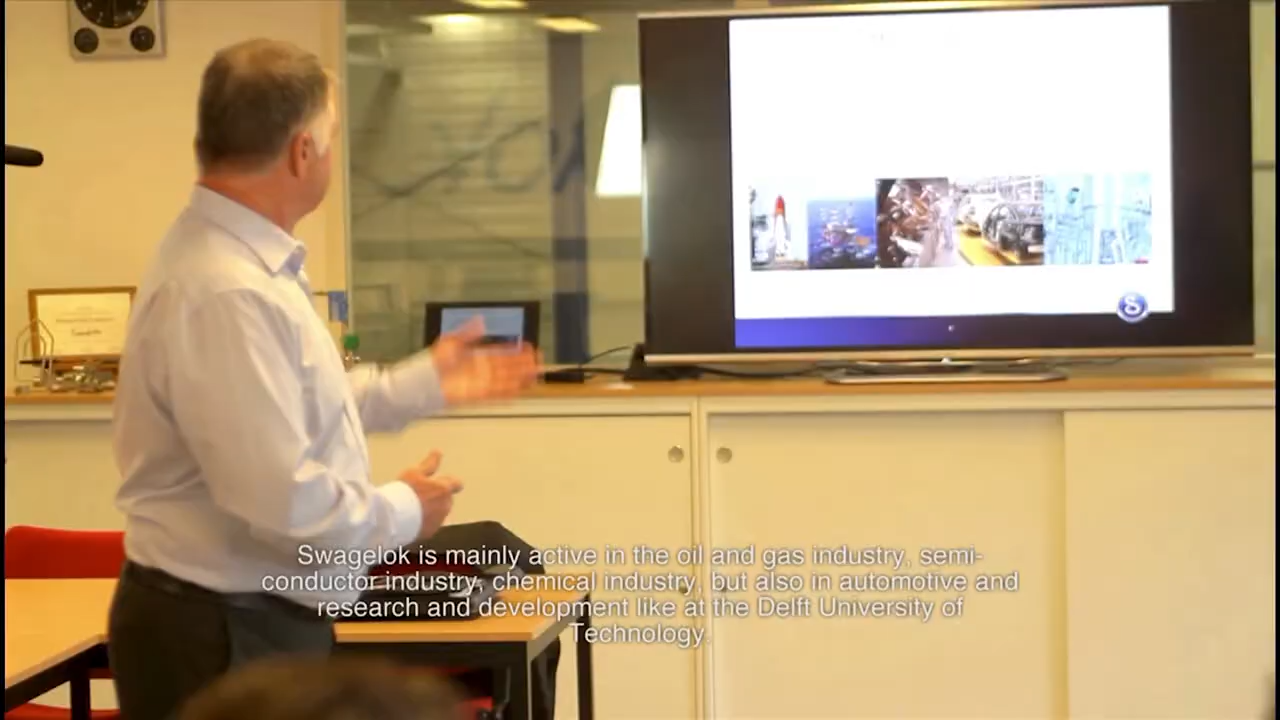 S
Swagelok is mainly active in the oil and gas industry, semi-
conductor industry, chemical industry, but also in automotive and
research and development like at the Delft University of
Technology.